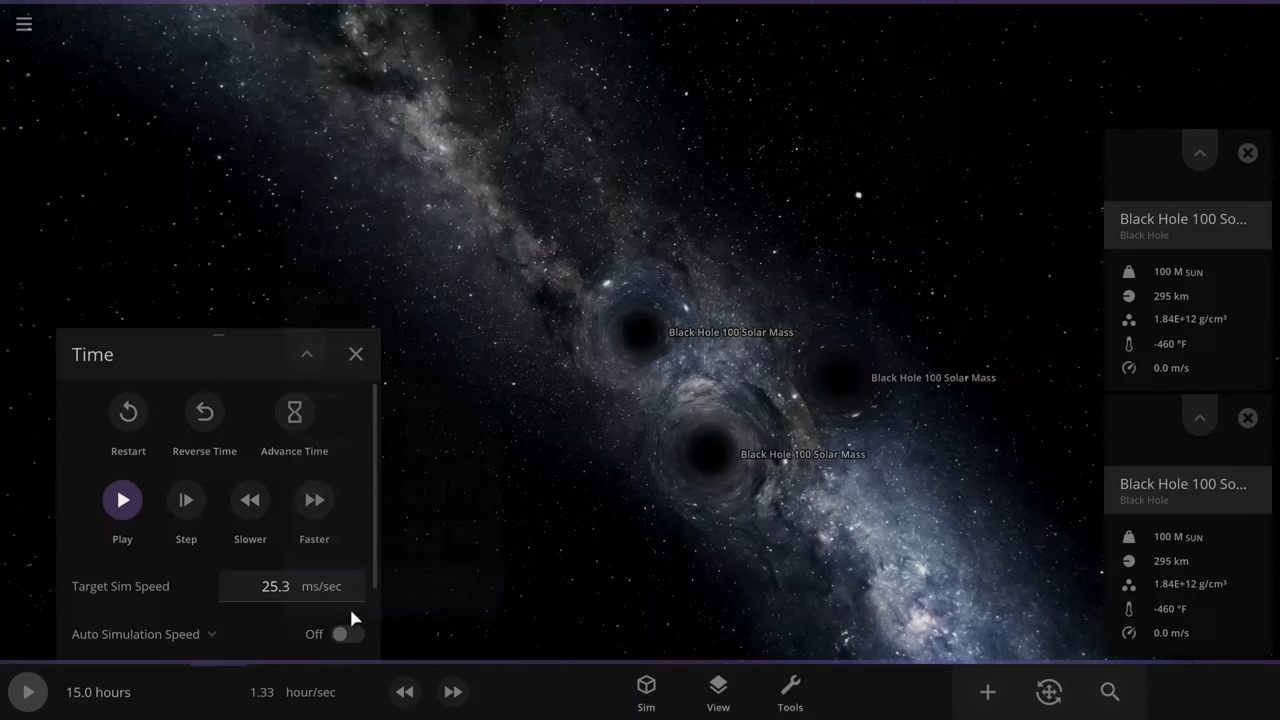 Black Hole 100 So...
Black Hole
100 M SUN
295 km
1.84E+12 g/cm³
-460 °F
0.0 m/s
Black Hole 100 Solar Mass
Black Hole 100 Solar Mass
Black Hole 100 Solar Mass
Time
Restart
Reverse Time
Advance Time
Play
Step
Slower
Faster
Target Sim Speed
25.3 ms/sec
Auto Simulation Speed
Off
Black Hole 100 So...
Black Hole
100 M SUN
295 km
1.84E+12 g/cm³
-460 °F
0.0 m/s
15.0 hours
1.33 hour/sec
Sim
View
Tools